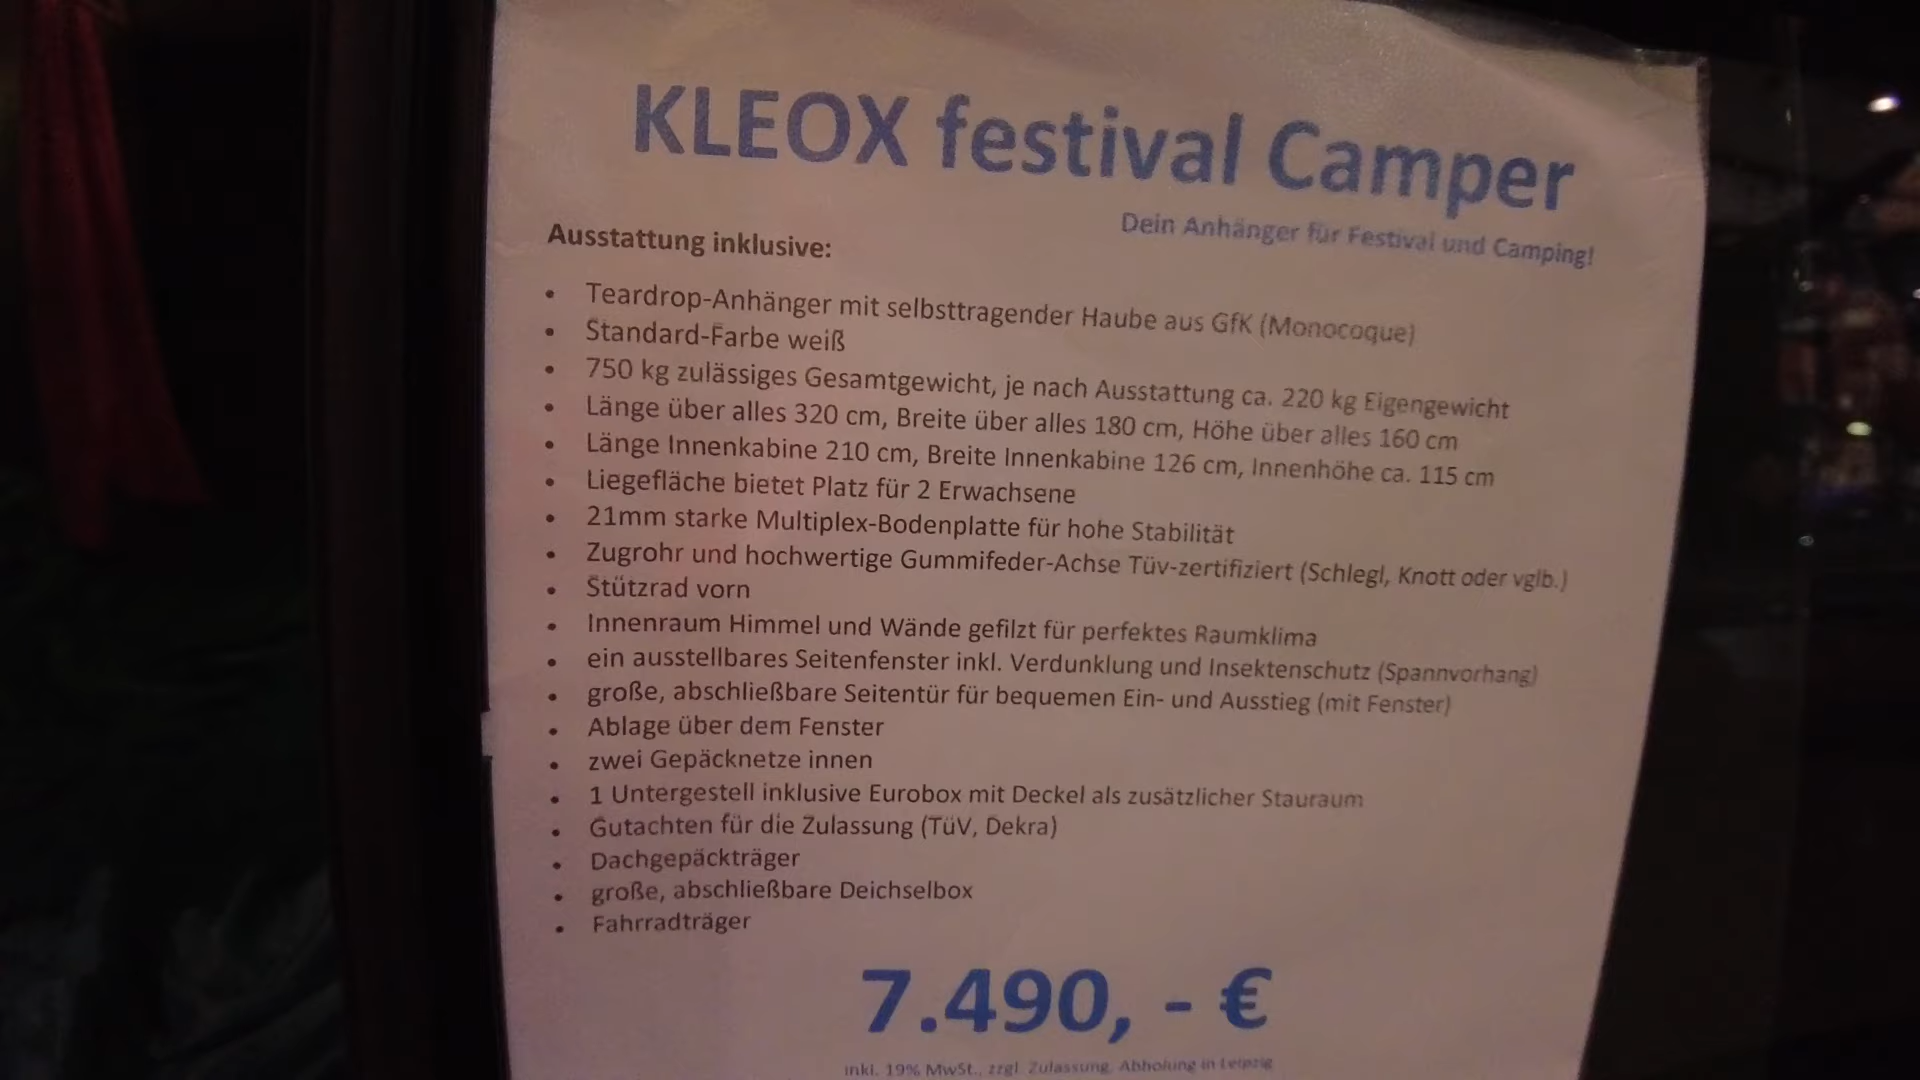 KLEOX festival Camper
Dein Anhänger für Festival und Camping!
Ausstattung inklusive:
• Teardrop-Anhänger mit selbsttragender Haube aus GfK (Monocoque)
• Standard-Farbe weiß
• 750 kg zulässiges Gesamtgewicht, je nach Ausstattung ca. 220 kg Eigengewicht
• Länge über alles 320 cm, Breite über alles 180 cm, Höhe über alles 160 cm
• Länge Innenkabine 210 cm, Breite Innenkabine 126 cm, Innenhöhe ca. 115 cm
• Liegefläche bietet Platz für 2 Erwachsene
• 21mm starke Multiplex-Bodenplatte für hohe Stabilität
• Zugrohr und hochwertige Gummifeder-Achse Tüv-zertifiziert (Schlegl, Knott oder vglb.)
• Stützrad vorn
• Innenraum Himmel und Wände gefilzt für perfektes Raumklima
• ein ausstellbares Seitenfenster inkl. Verdunklung und Insektenschutz (Spannvorhang)
• große, abschließbare Seitentür für bequemen Ein- und Ausstieg (mit Fenster)
• Ablage über dem Fenster
• zwei Gepäcknetze innen
• 1 Untergestell inklusive Eurobox mit Deckel als zusätzlicher Stauraum
• Gutachten für die Zulassung (TüV, Dekra)
• Dachgepäckträger
• große, abschließbare Deichselbox
• Fahrradträger
7.490, - €
inkl. 19% MwSt., zzgl. Zulassung, Abholung in Leipzig